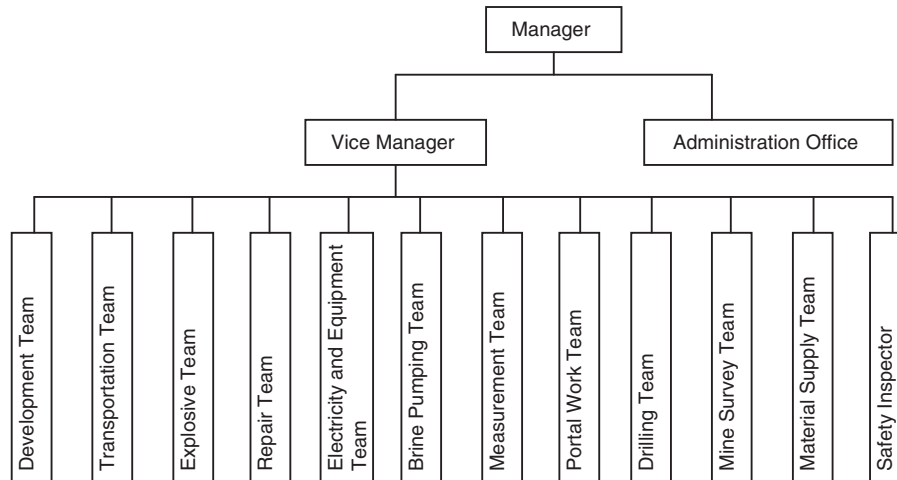 Manager
Vice Manager
Administration Office
Development Team
Transportation Team
Explosive Team
Repair Team
Electricity and Equipment
Team
Brine Pumping Team
Measurement Team
Portal Work Team
Drilling Team
Mine Survey Team
Material Supply Team
Safety Inspector